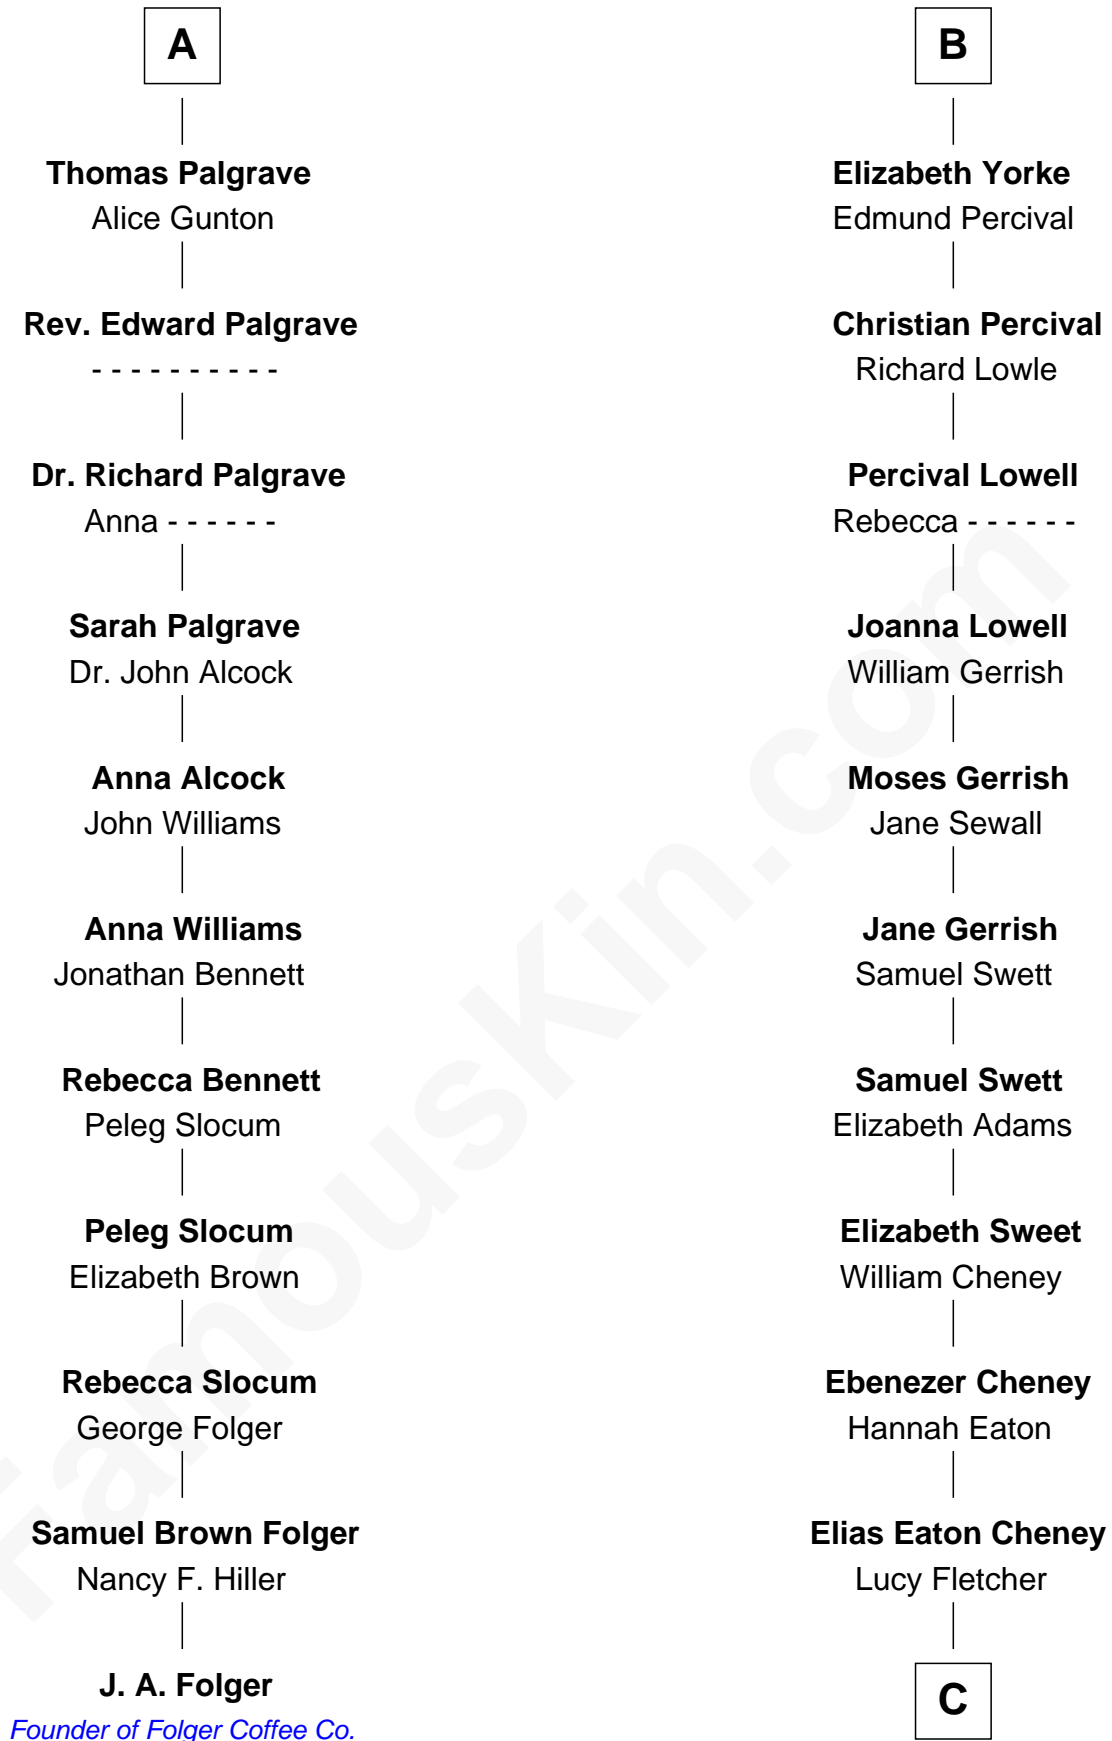 A
Thomas Palgrave
Alice Gunton
Rev. Edward Palgrave
- - - - - - - - - -
Dr. Richard Palgrave
Anna - - - - - -
Sarah Palgrave
Dr. John Alcock
Anna Alcock
John Williams
Anna Williams
Jonathan Bennett
Rebecca Bennett
Peleg Slocum
Peleg Slocum
Elizabeth Brown
Rebecca Slocum
George Folger
Samuel Brown Folger
Nancy F. Hiller
J. A. Folger
Founder of Folger Coffee Co.
B
Elizabeth Yorke
Edmund Percival
Christian Percival
Richard Lowle
Percival Lowell
Rebecca - - - - - -
Joanna Lowell
William Gerrish
Moses Gerrish
Jane Sewall
Jane Gerrish
Samuel Swett
Samuel Swett
Elizabeth Adams
Elizabeth Sweet
William Cheney
Ebenezer Cheney
Hannah Eaton
Elias Eaton Cheney
Lucy Fletcher
C
FamousKin.com